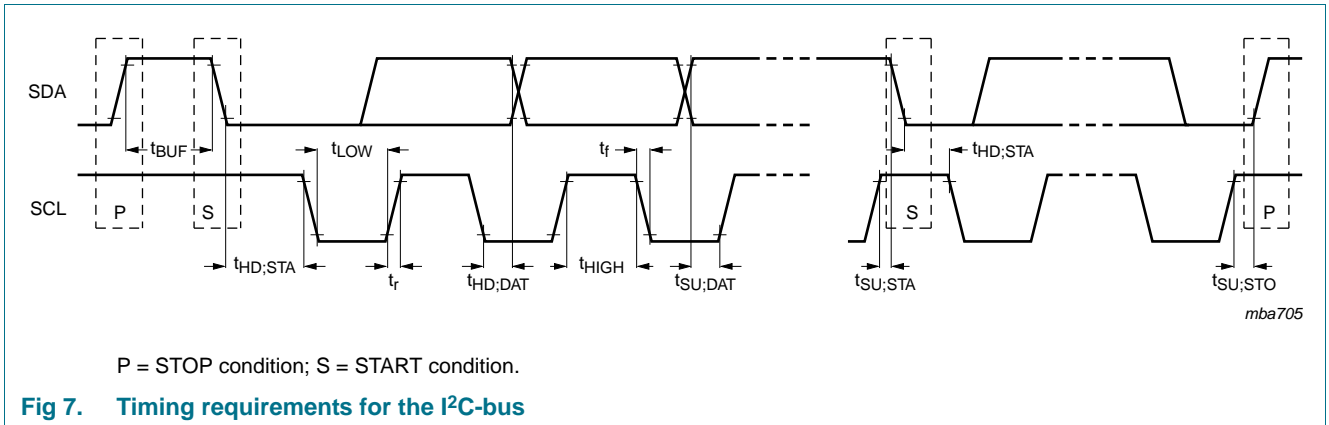 SDA
tBUF
tLOW
tf
tHD;STA
SCL
P
S
S
P
tHD;STA
tr
tHD;DAT
tHIGH
tSU;DAT
tSU;STA
tSU;STO
mba705
P = STOP condition; S = START condition.
Fig 7. Timing requirements for the I2C-bus